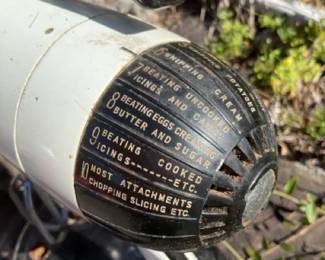 POTATOES
6 WHIPPING CREAM
7 BEATING UNCOOKED
ICINGS AND
8 BEATING EGGS CREAMING
BUTTER AND SUGAR
9 BEATING COOKED
ICINGS-------ETC.
10 MOST ATTACHMENTS
CHOPPING SLICING ETC.